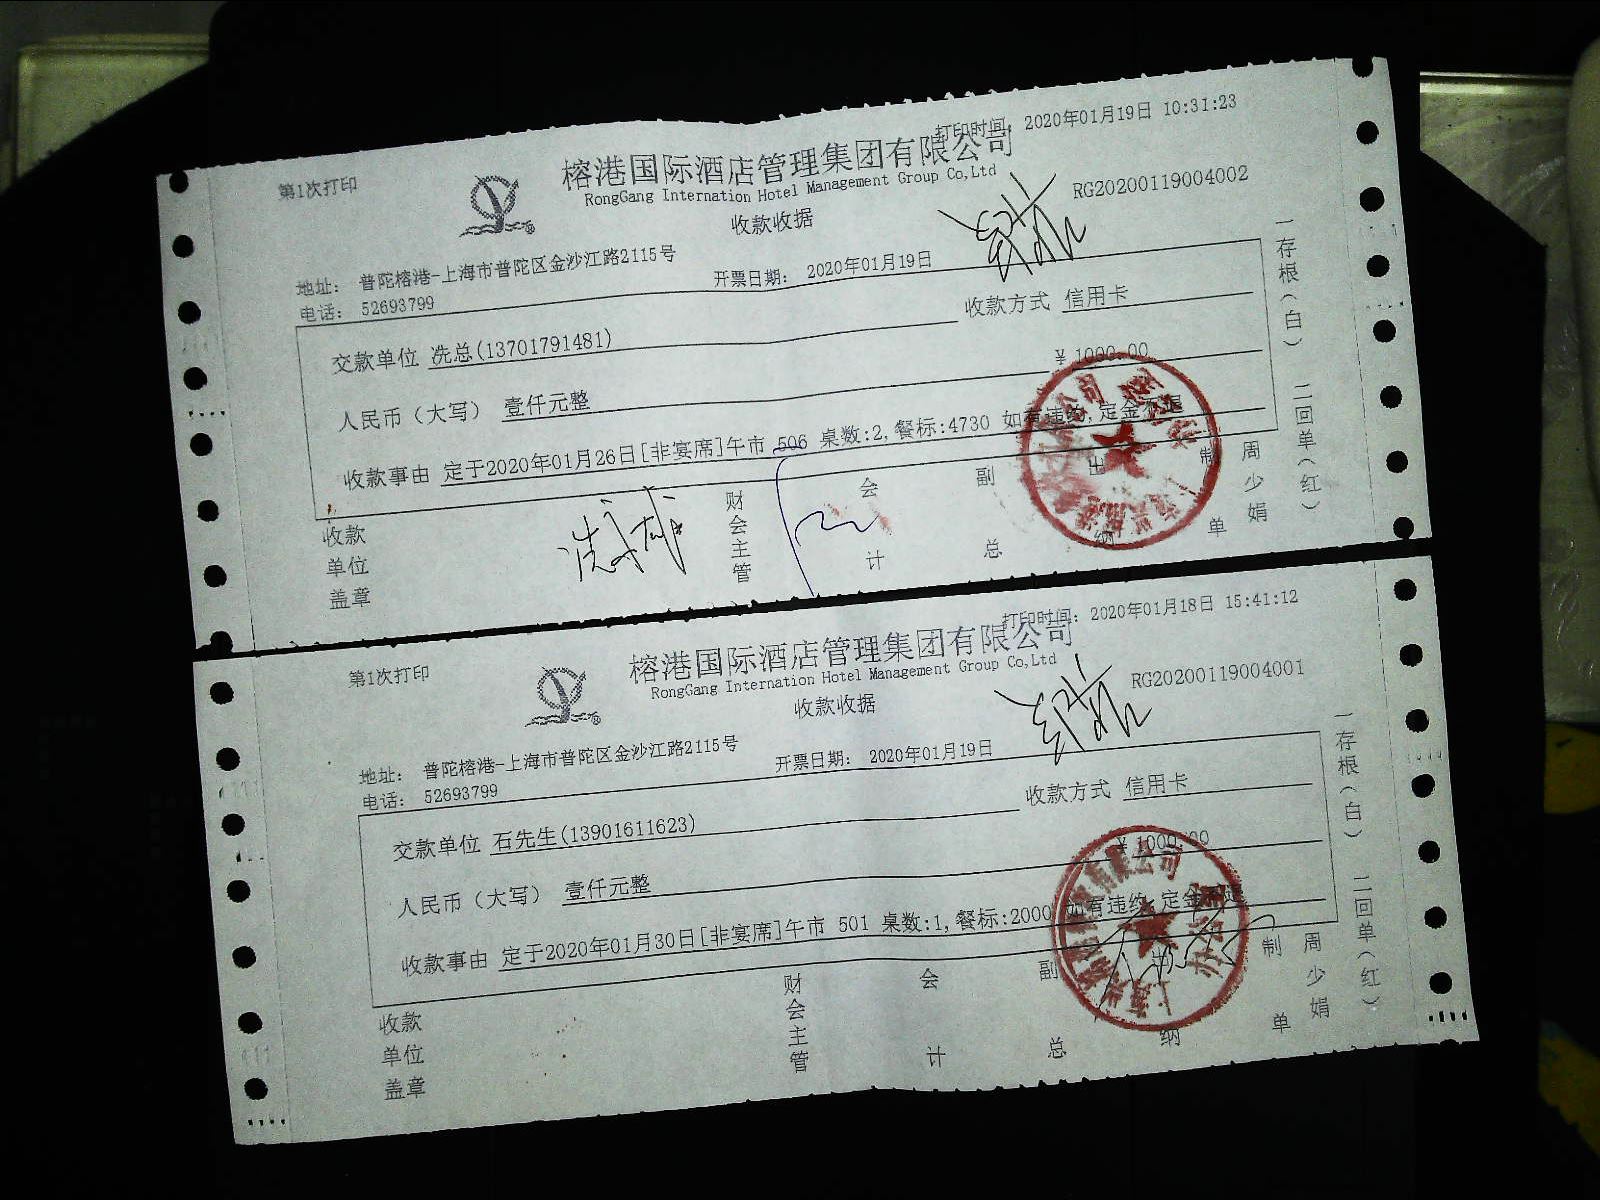 第1次打印
打印时间：2020年01月19日 10:31:23
榕港国际酒店管理集团有限公司
RongGang Internation Hotel Management Group Co,Ltd
RG20200119004002
收款收据
地址：普陀榕港-上海市普陀区金沙江路2115号
开票日期：2020年01月19日
电话：52693799
收款方式 信用卡
交款单位 冼总(13701791481)
¥ 1000.00
人民币（大写） 壹仟元整
收款事由 定于2020年01月26日[非宴席]午市 506 桌数:2,餐标:4730 如有违约,定金不退
收款单位盖章
财会主管
会计
副总
出纳
制单
周少娟
一存根（白） 二回单（红）
第1次打印
打印时间：2020年01月18日 15:41:12
榕港国际酒店管理集团有限公司
RongGang Internation Hotel Management Group Co,Ltd
RG20200119004001
收款收据
地址：普陀榕港-上海市普陀区金沙江路2115号
开票日期：2020年01月19日
电话：52693799
收款方式 信用卡
交款单位 石先生(13901611623)
¥ 1000.00
人民币（大写） 壹仟元整
收款事由 定于2020年01月30日[非宴席]午市 501 桌数:1,餐标:2000 如有违约,定金不退
收款单位盖章
财会主管
会计
副总
出纳
制单
周少娟
一存根（白） 二回单（红）